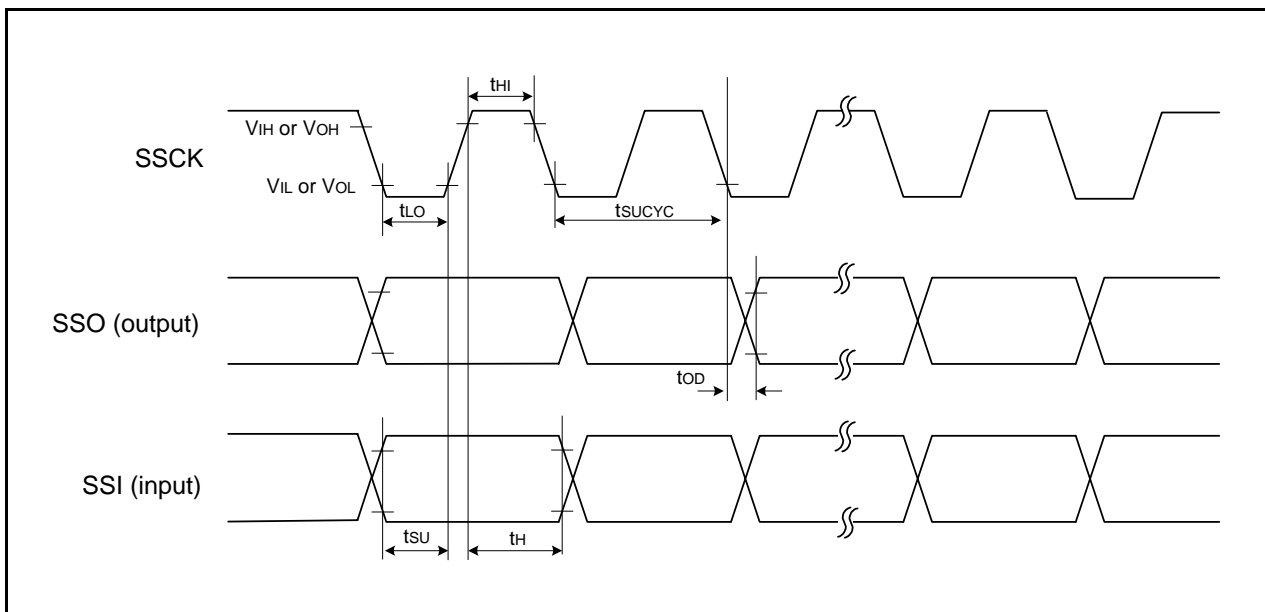 tHI
VIH or VOH
SSCK
VIL or VOL
tLO
tSUCYC
SSO (output)
tOD
SSI (input)
tSU
tH